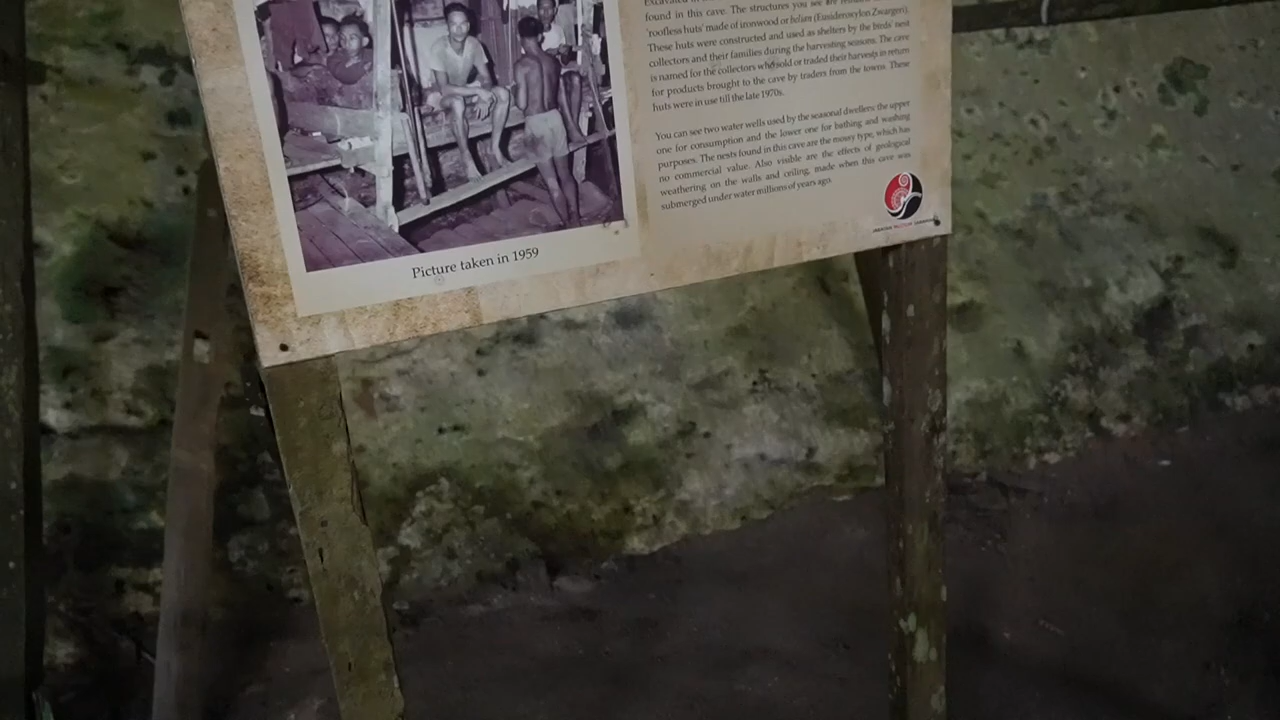 found in this cave. The structures you see are
'roofless huts' made of ironwood or belian (Eusideroxylon Zwageri).
These huts were constructed and used as shelters by the birds' nest
collectors and their families during the harvesting seasons. The cave
is named for the collectors who sold or traded their harvests in return
for products brought to the cave by traders from the towns. These
huts were in use till the late 1970s.
You can see two water wells used by the seasonal dwellers: the upper
one for consumption and the lower one for bathing and washing
purposes. The nests found in this cave are the mossy type, which has
no commercial value. Also visible are the effects of geological
weathering on the walls and ceiling, made when this cave was
submerged under water millions of years ago.
Picture taken in 1959